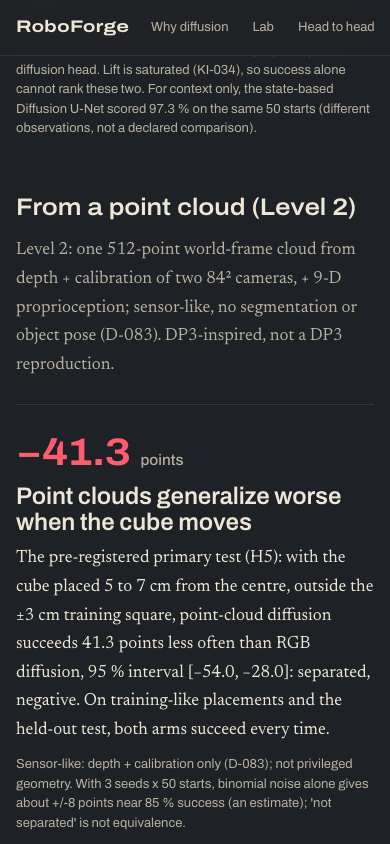 RoboForge Why diffusion Lab Head to head
diffusion head. Lift is saturated (KI-034), so success alone
cannot rank these two. For context only, the state-based
Diffusion U-Net scored 97.3 % on the same 50 starts (different
observations, not a declared comparison).
From a point cloud (Level 2)
Level 2: one 512-point world-frame cloud from
depth + calibration of two 84² cameras, + 9-D
proprioception; sensor-like, no segmentation or
object pose (D-083). DP3-inspired, not a DP3
reproduction.
−41.3 points
Point clouds generalize worse
when the cube moves
The pre-registered primary test (H5): with the
cube placed 5 to 7 cm from the centre, outside the
±3 cm training square, point-cloud diffusion
succeeds 41.3 points less often than RGB
diffusion, 95 % interval [−54.0, −28.0]: separated,
negative. On training-like placements and the
held-out test, both arms succeed every time.
Sensor-like: depth + calibration only (D-083); not privileged
geometry. With 3 seeds x 50 starts, binomial noise alone gives
about +/-8 points near 85 % success (an estimate); 'not
separated' is not equivalence.